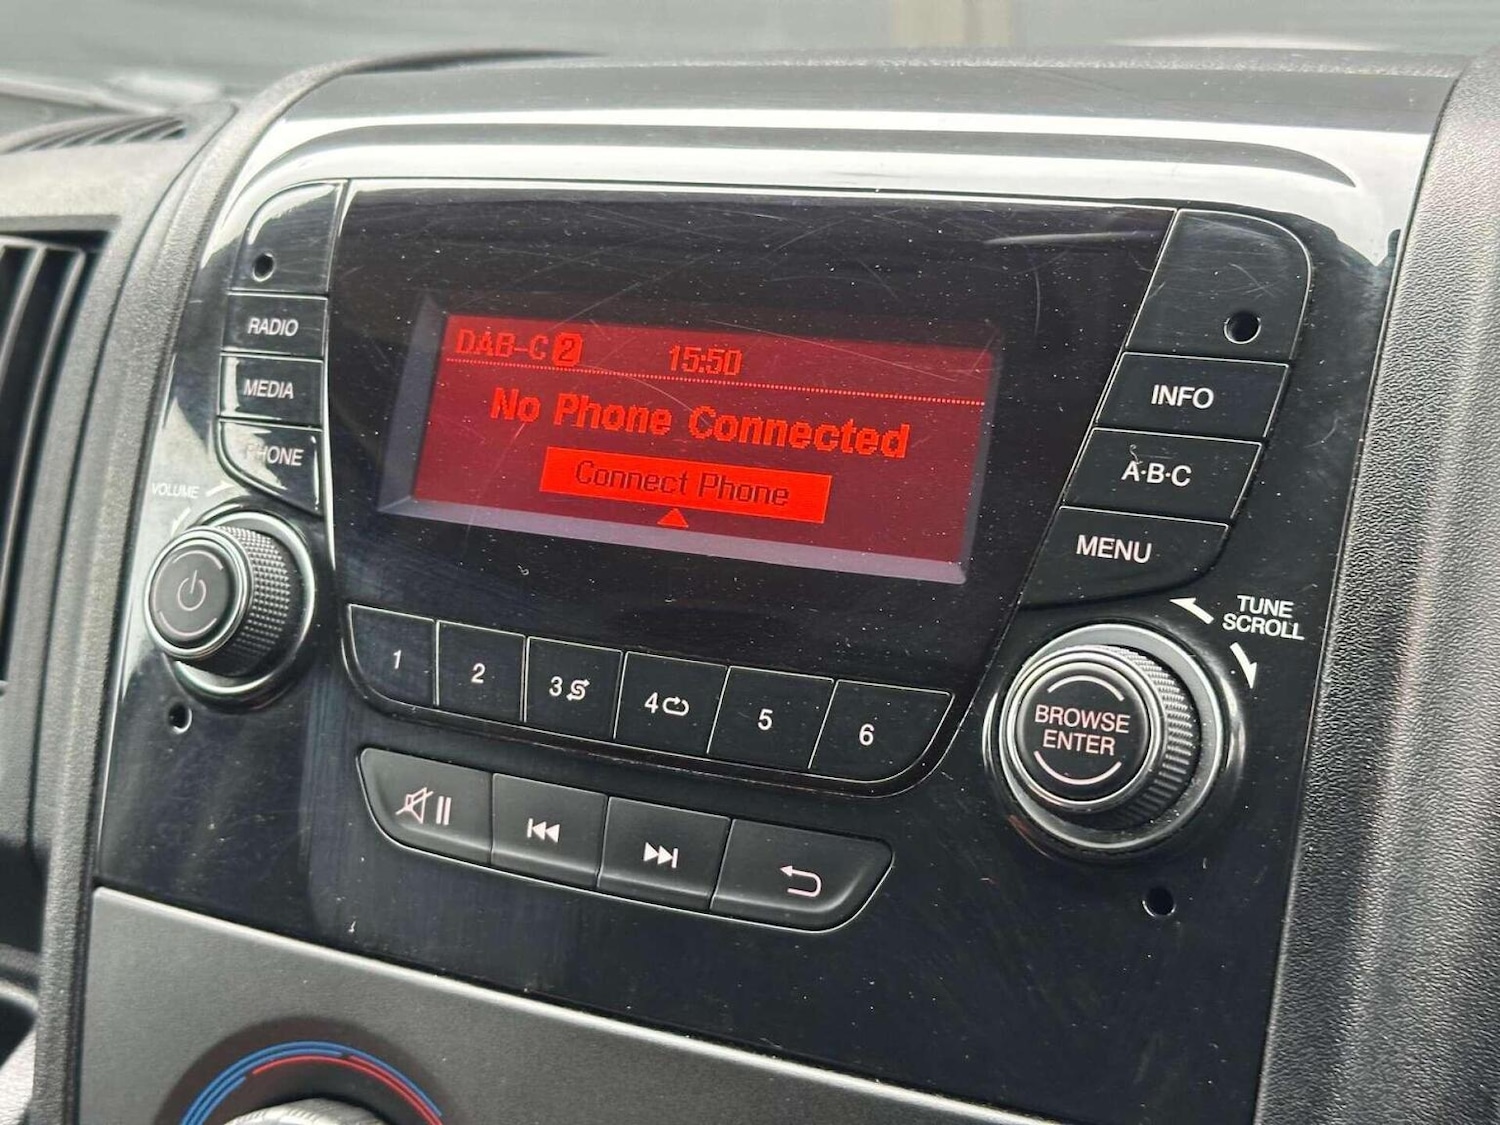 DAB-C 2 15:50
No Phone Connected
Connect Phone
RADIO
MEDIA
PHONE
VOLUME
INFO
A·B·C
MENU
TUNE
SCROLL
BROWSE
ENTER
1 2 3 4 5 6